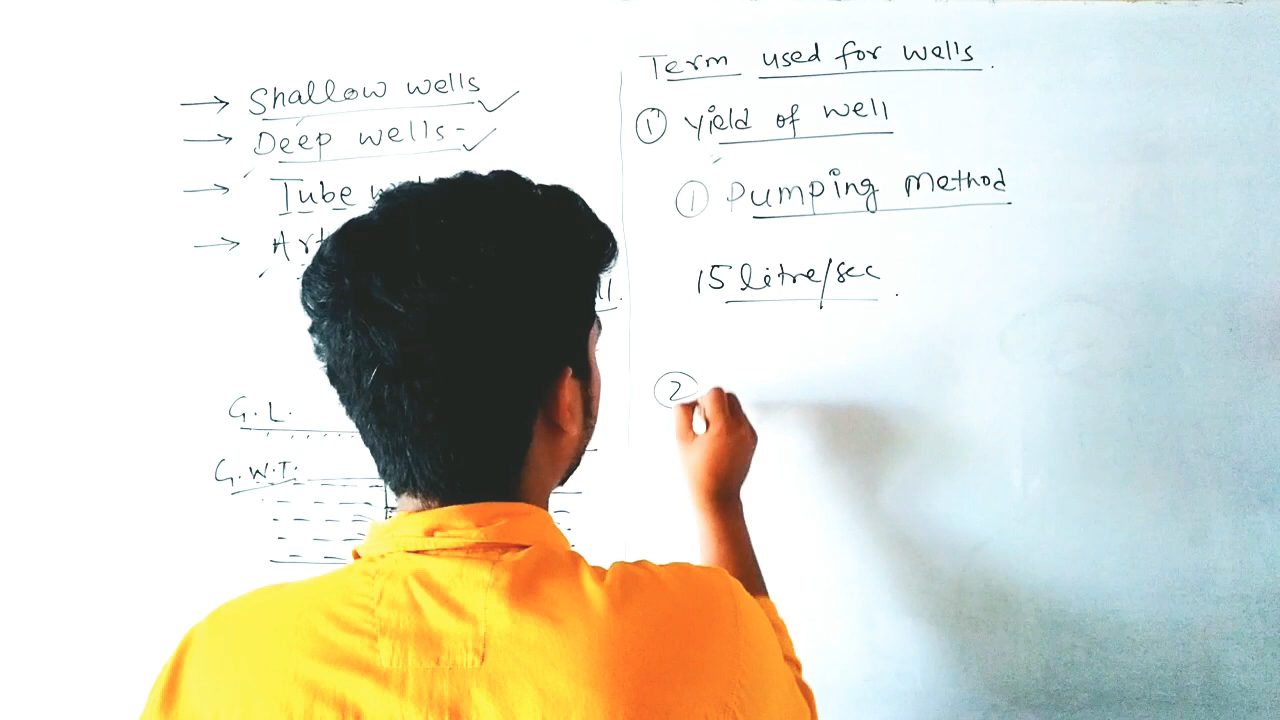 → Shallow wells ✓
→ Deep wells - ✓
→ Tube
→
G.L.
G.W.T.
Term used for wells.
① Yield of well
① Pumping Method
15 litre/sec.
②